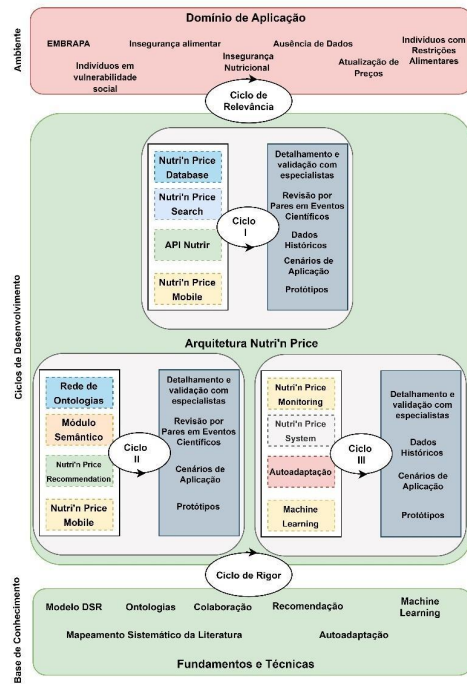 Ambiente
Domínio de Aplicação
EMBRAPA
Insegurança alimentar
Ausência de Dados
Indivíduos com
Restrições
Alimentares
Indivíduos em
vulnerabilidade
social
Insegurança
Nutricional
Atualização de
Preços
Ciclo de
Relevância
Ciclos de Desenvolvimento
Nutri'n Price
Database
Nutri'n Price
Search
API Nutrir
Nutri'n Price
Mobile
Ciclo
I
Detalhamento e
validação com
especialistas
Revisão por
Pares em Eventos
Científicos
Dados
Históricos
Cenários de
Aplicação
Protótipos
Arquitetura Nutri'n Price
Rede de
Ontologias
Módulo
Semântico
Nutri'n Price
Recommendation
Nutri'n Price
Mobile
Ciclo
II
Detalhamento e
validação com
especialistas
Revisão por
Pares em Eventos
Científicos
Cenários de
Aplicação
Protótipos
Nutri'n Price
Monitoring
Nutri'n Price
System
Autoadaptação
Machine
Learning
Ciclo
III
Detalhamento e
validação com
especialistas
Dados
Históricos
Cenários de
Aplicação
Protótipos
Ciclo de Rigor
Base de Conhecimento
Modelo DSR
Ontologias
Colaboração
Recomendação
Machine
Learning
Mapeamento Sistemático da Literatura
Autoadaptação
Fundamentos e Técnicas